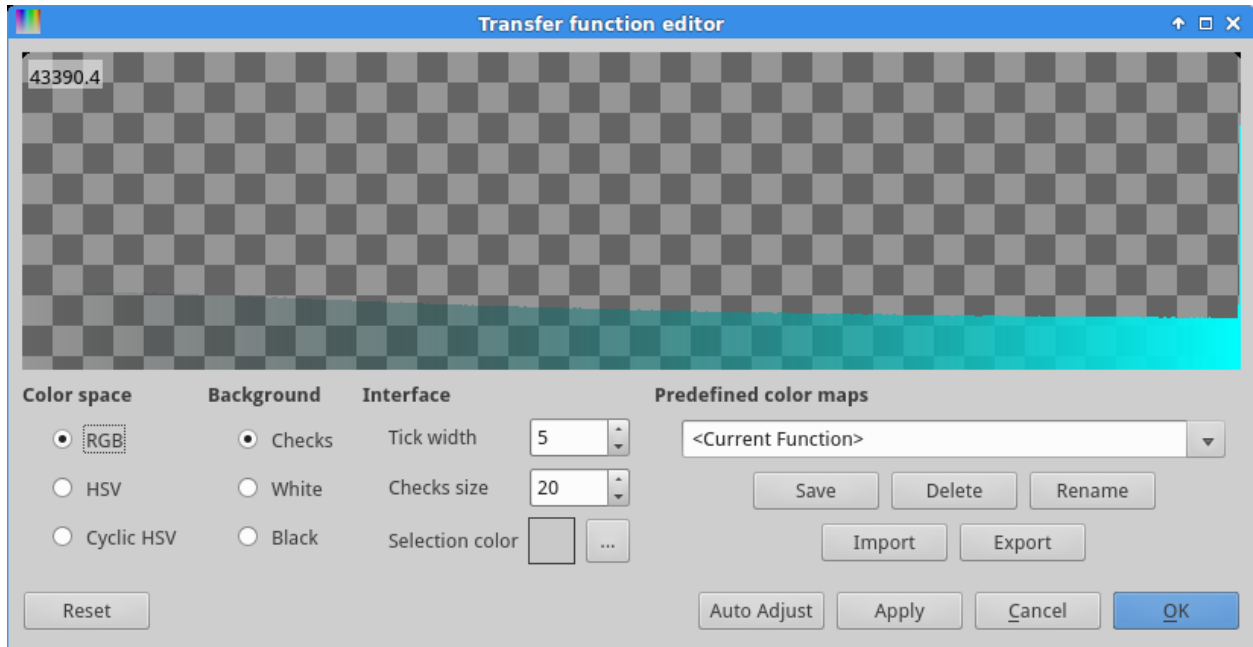 Transfer function editor
43390.4
Color space
Background
Interface
Predefined color maps
RGB
Checks
Tick width
5
<Current Function>
HSV
White
Checks size
20
Save
Delete
Rename
Cyclic HSV
Black
Selection color
...
Import
Export
Reset
Auto Adjust
Apply
Cancel
OK